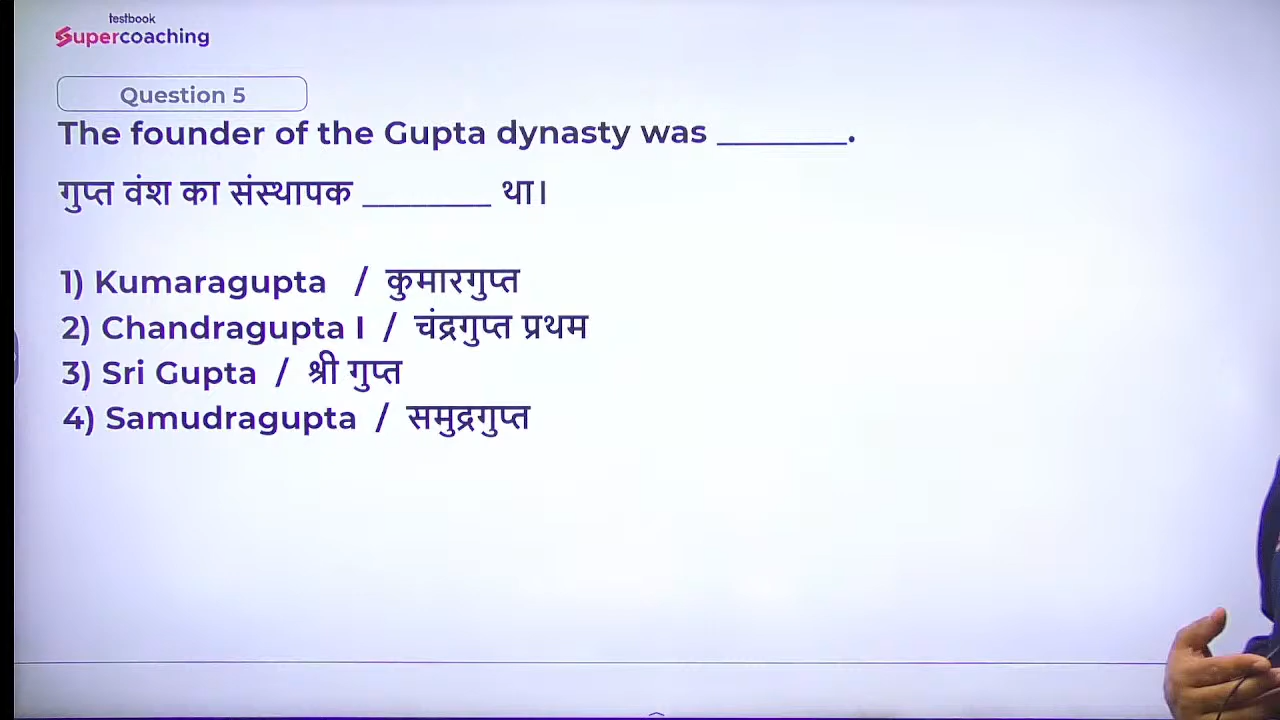 testbook
Supercoaching
Question 5
The founder of the Gupta dynasty was ________.
गुप्त वंश का संस्थापक ________ था।
1) Kumaragupta / कुमारगुप्त
2) Chandragupta I / चंद्रगुप्त प्रथम
3) Sri Gupta / श्री गुप्त
4) Samudragupta / समुद्रगुप्त